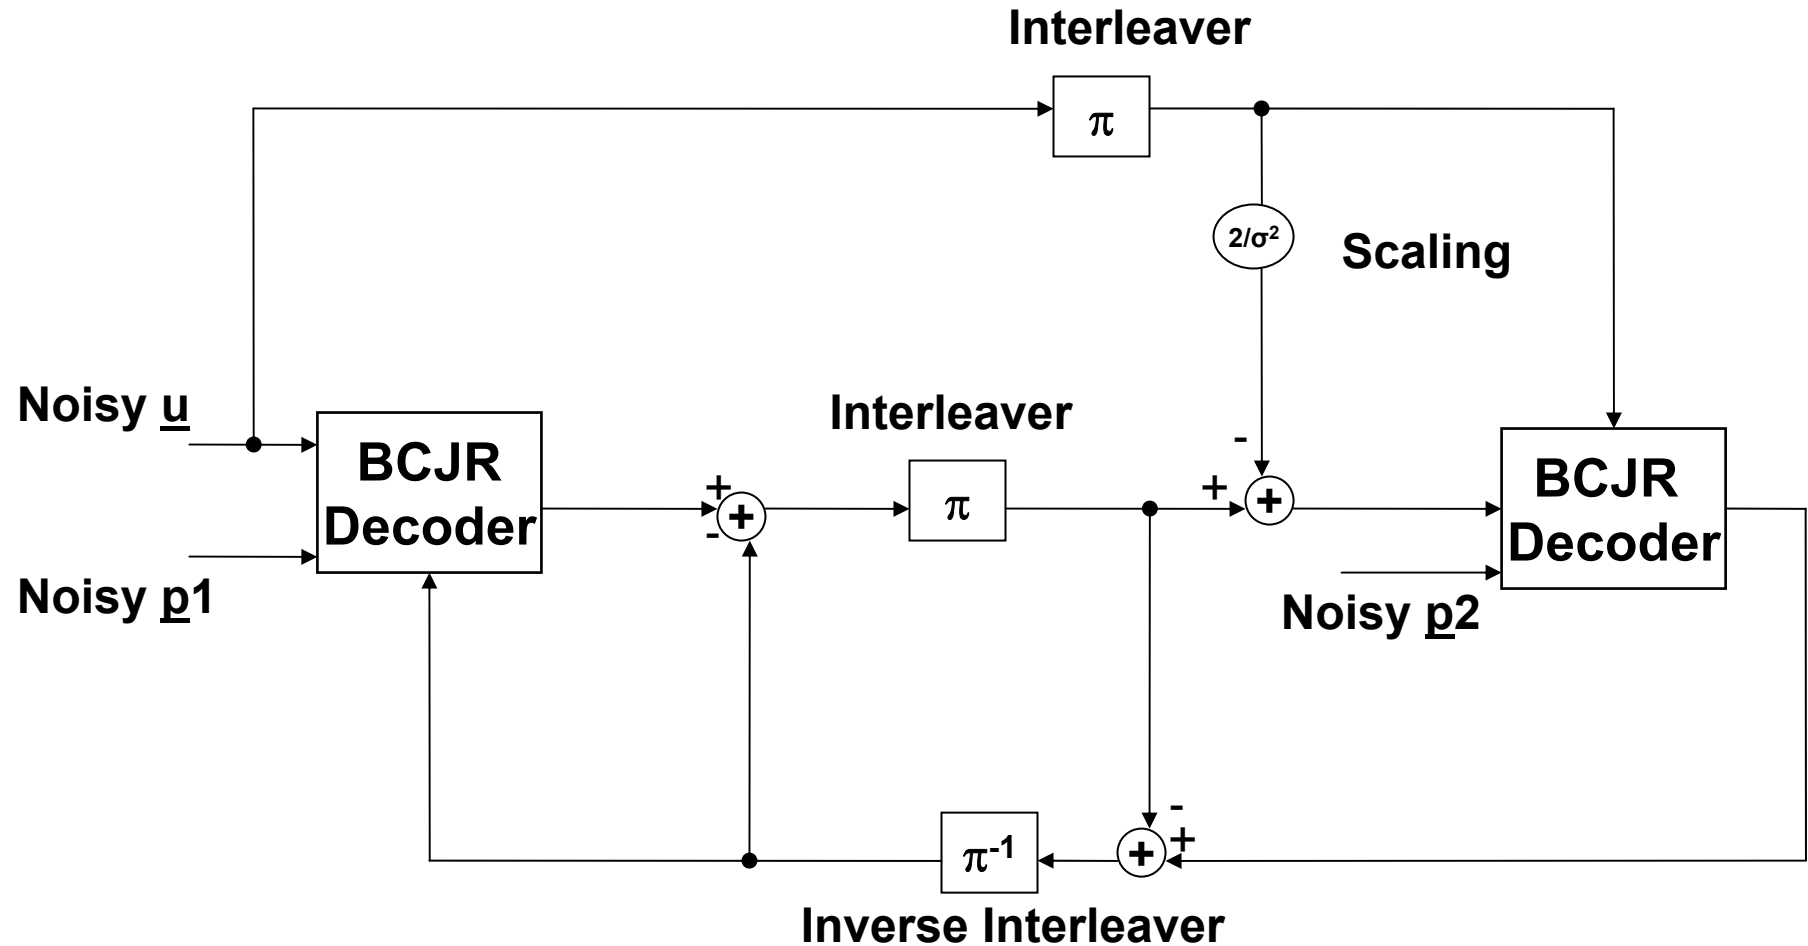 Interleaver
π
2/σ²
Scaling
Noisy u
Interleaver
-
BCJR
Decoder
+
+
-
π
+
+
BCJR
Decoder
Noisy p1
Noisy p2
-
+
+
π-1
Inverse Interleaver